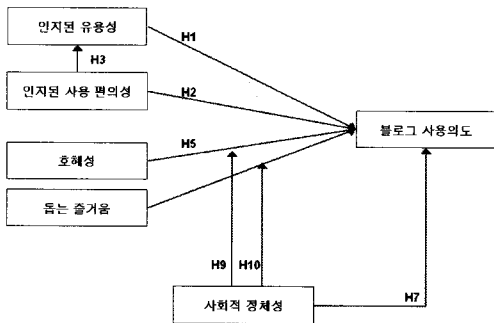 인지된 유용성
H1
H3
인지된 사용 편의성
H2
블로그 사용의도
호혜성
H5
돕는 즐거움
H9
H10
사회적 정체성
H7